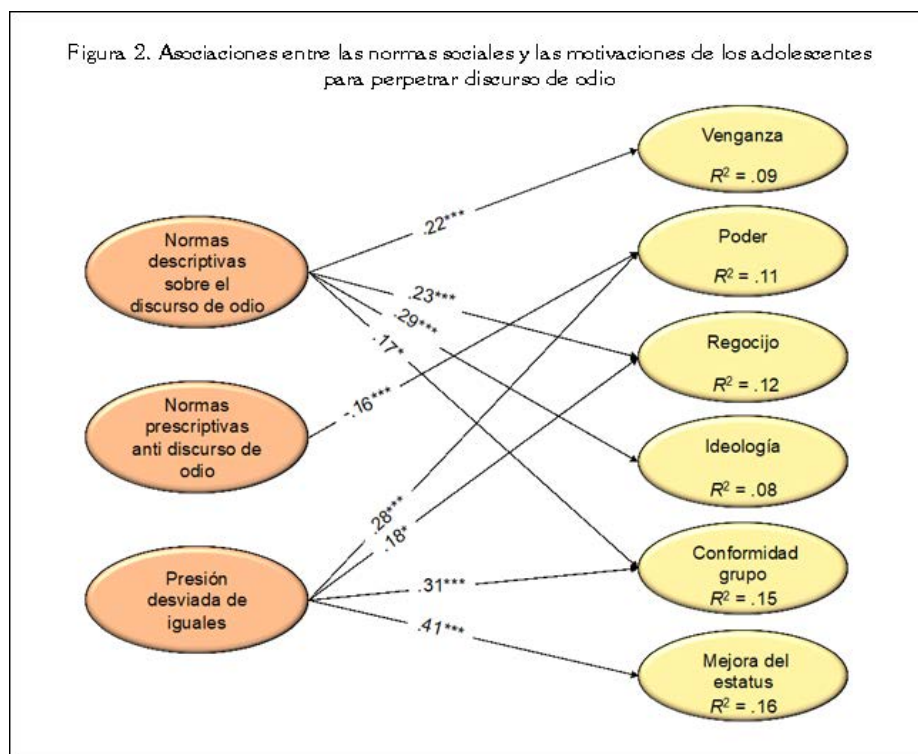 Figura 2. Asociaciones entre las normas sociales y las motivaciones de los adolescentes
para perpetrar discurso de odio
Normas
descriptivas
sobre el
discurso de odio
Normas
prescriptivas
anti discurso de
odio
Presión
desviada de
iguales
.22***
.23***
.29***
.17*
-.16***
.28***
.18*
.31***
.41***
Venganza
R² = .09
Poder
R² = .11
Regocijo
R² = .12
Ideología
R² = .08
Conformidad
grupo
R² = .15
Mejora del
estatus
R² = .16